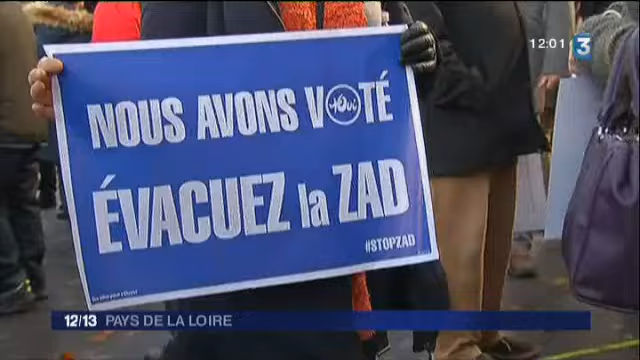 12:01 3
NOUS AVONS VOTÉ
oui
ÉVACUEZ la ZAD
#STOPZAD
12/13 PAYS DE LA LOIRE